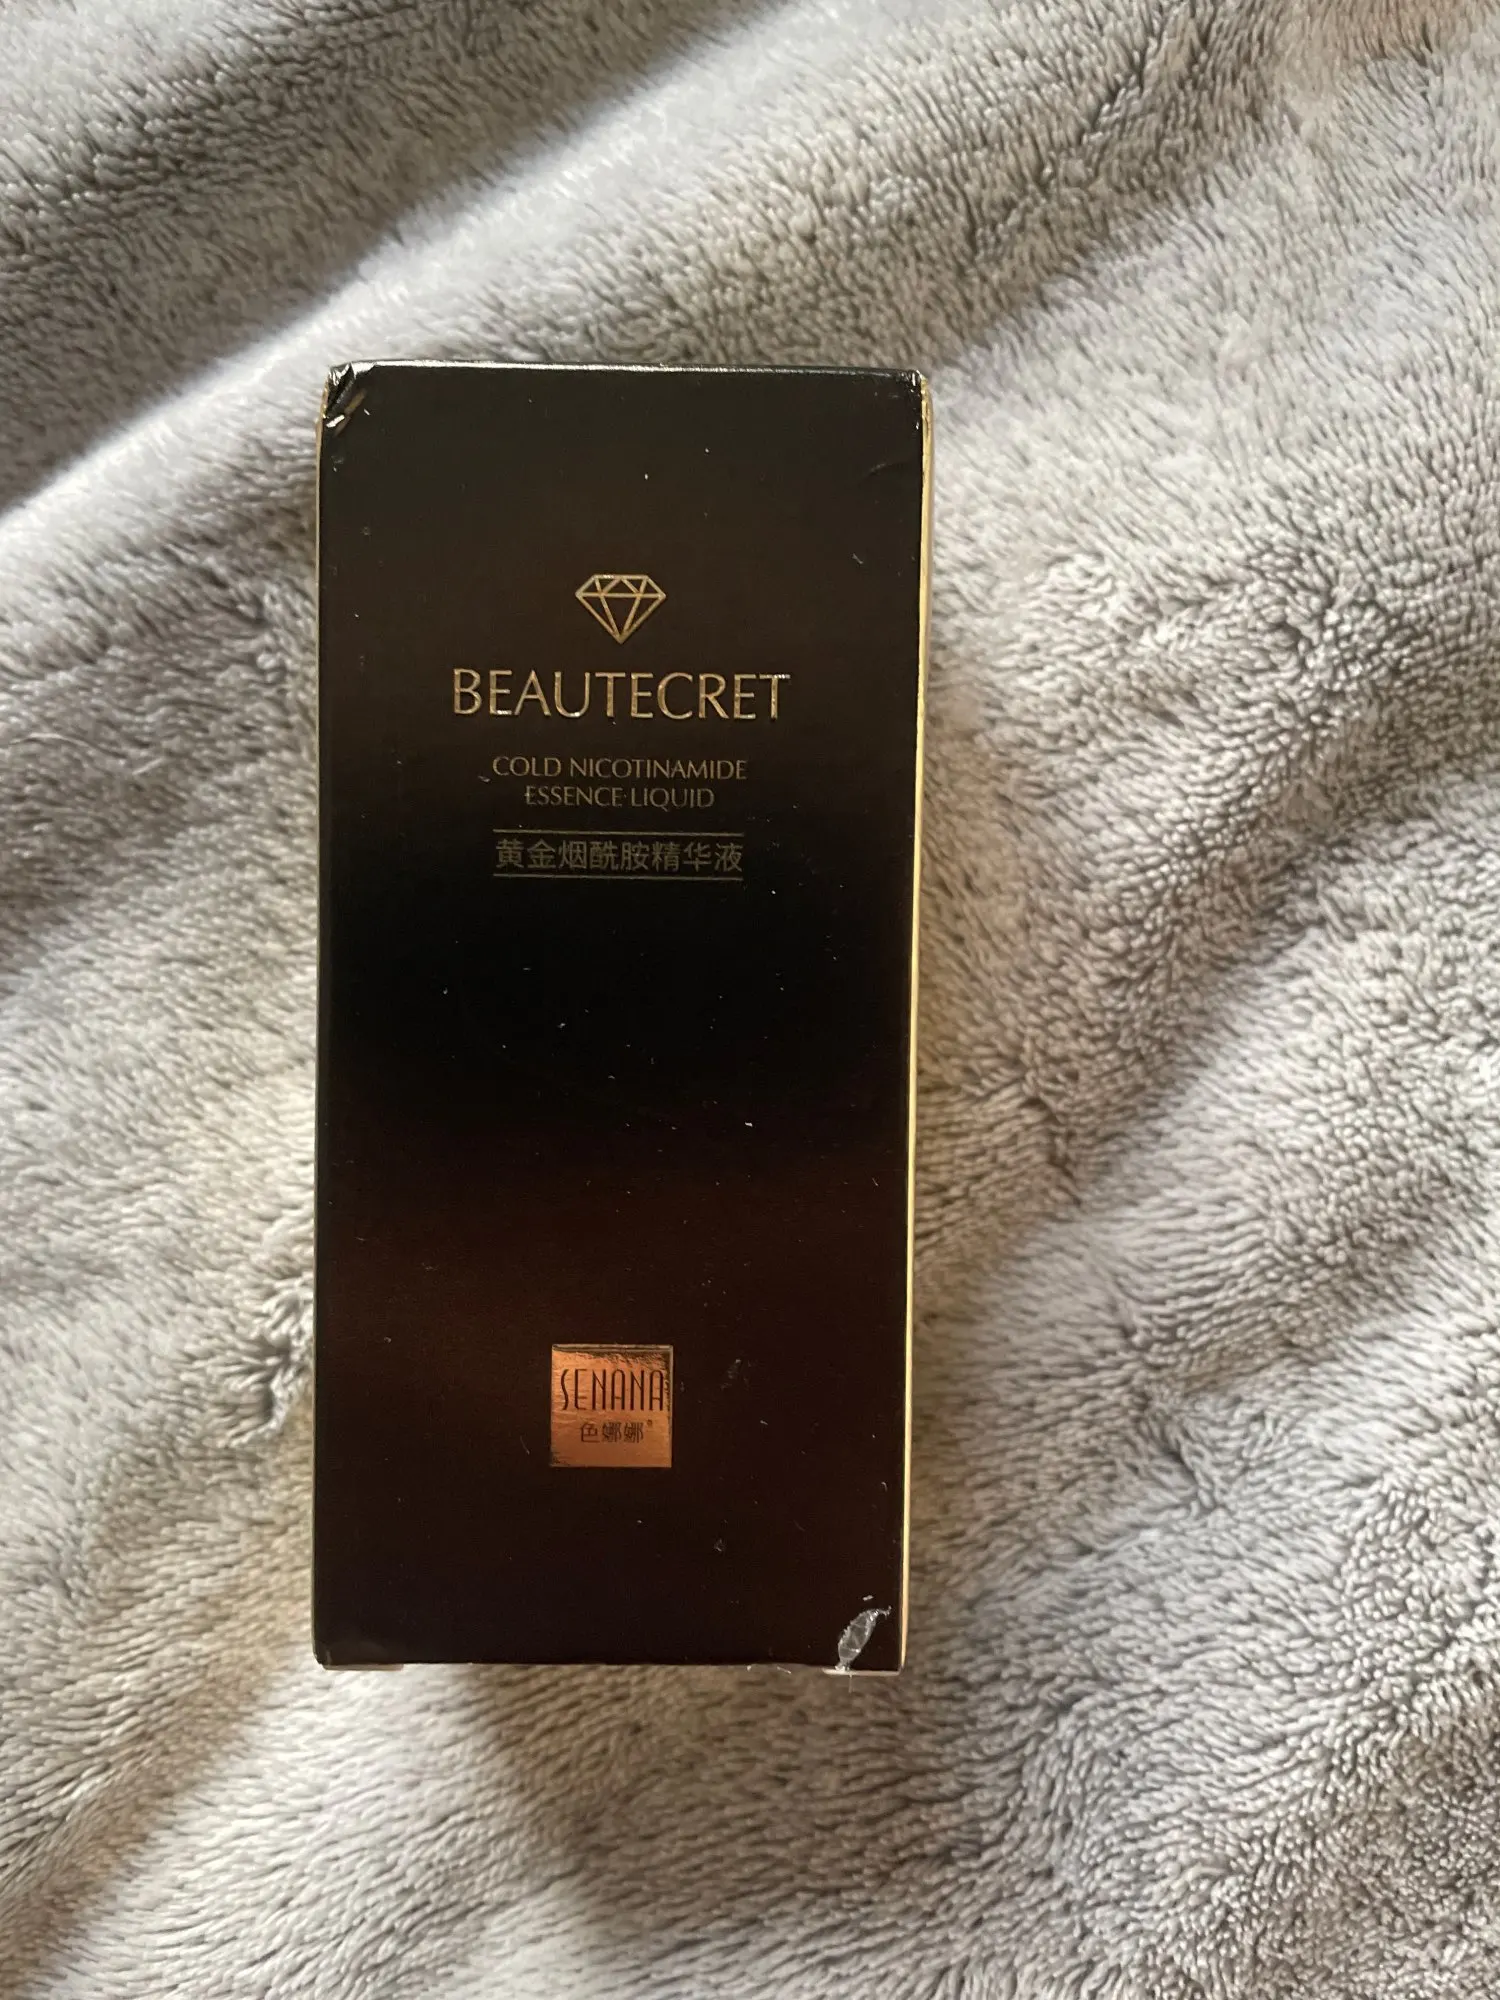 BEAUTECRET
COLD NICOTINAMIDE
ESSENCE LIQUID
黄金烟酰胺精华液
SENANA
色娜娜®